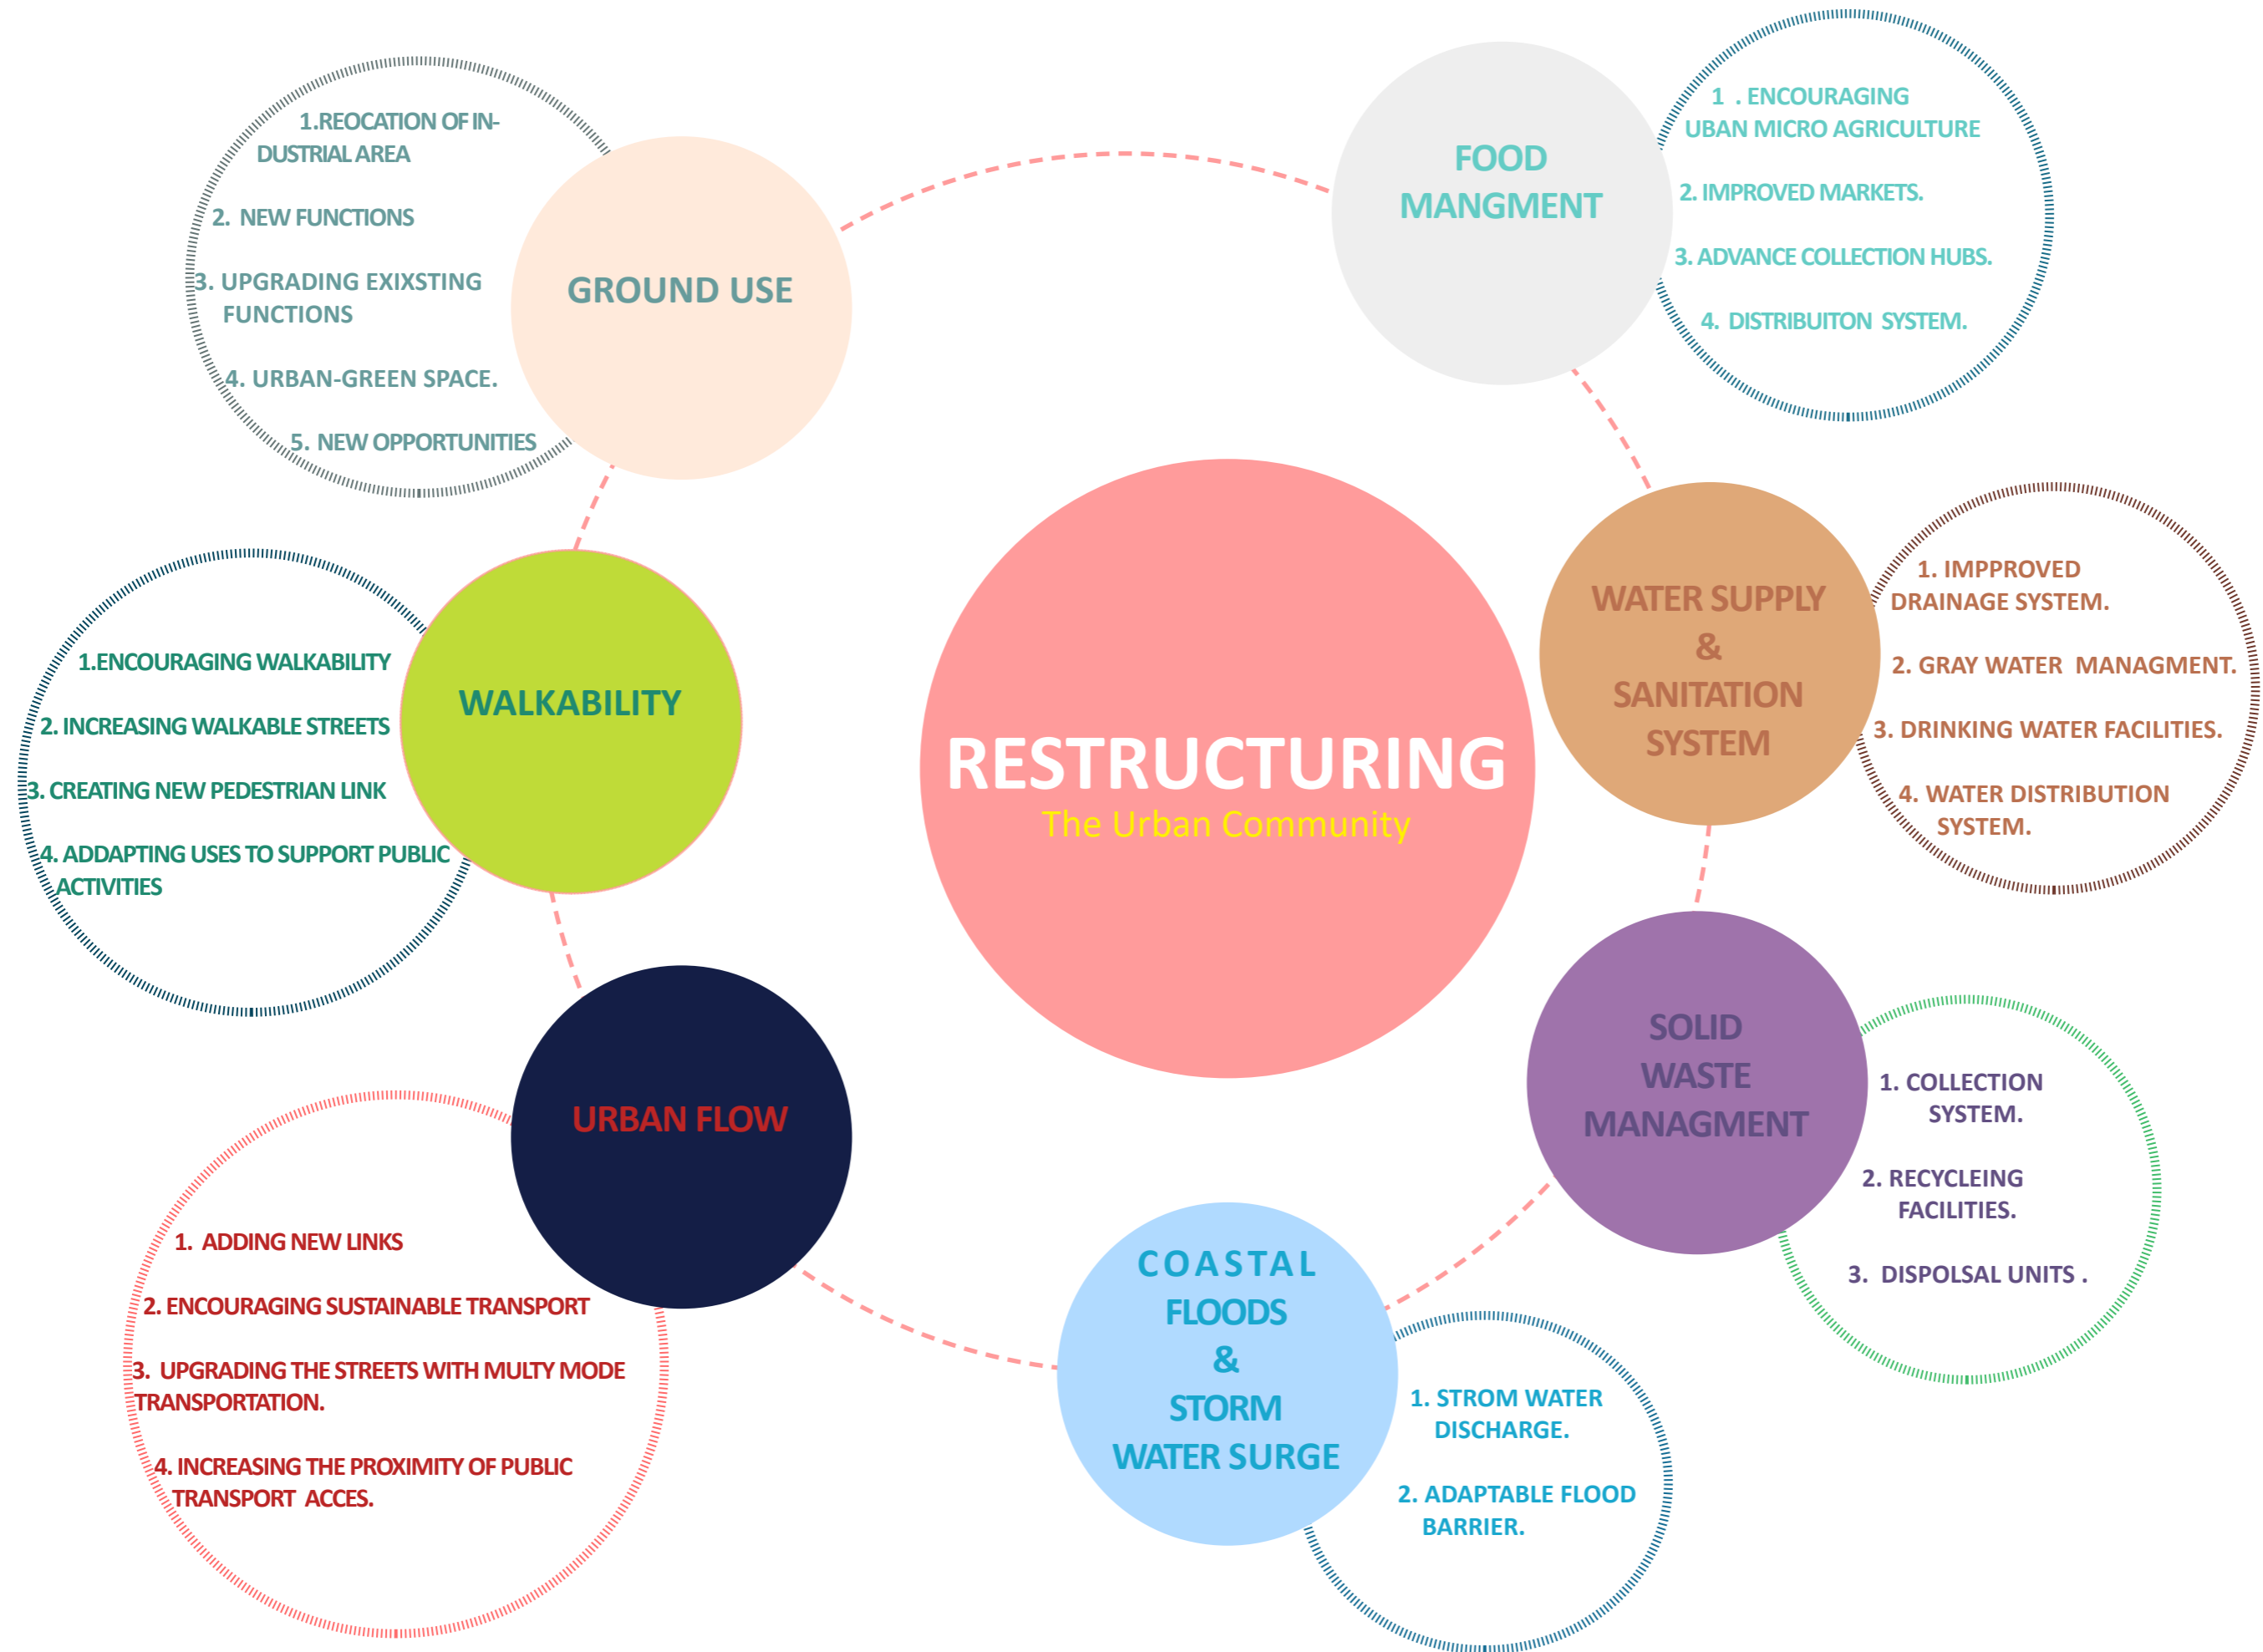 1.REOCATION OF IN-
DUSTRIAL AREA
2. NEW FUNCTIONS
3. UPGRADING EXIXSTING
FUNCTIONS
4. URBAN-GREEN SPACE.
5. NEW OPPORTUNITIES
GROUND USE
FOOD
MANGMENT
1 . ENCOURAGING
UBAN MICRO AGRICULTURE
2. IMPROVED MARKETS.
3. ADVANCE COLLECTION HUBS.
4. DISTRIBUITON SYSTEM.
1.ENCOURAGING WALKABILITY
2. INCREASING WALKABLE STREETS
3. CREATING NEW PEDESTRIAN LINK
4. ADDAPTING USES TO SUPPORT PUBLIC
ACTIVITIES
WALKABILITY
RESTRUCTURING
The Urban Community
WATER SUPPLY
&
SANITATION
SYSTEM
1. IMPPROVED
DRAINAGE SYSTEM.
2. GRAY WATER MANAGMENT.
3. DRINKING WATER FACILITIES.
4. WATER DISTRIBUTION
SYSTEM.
URBAN FLOW
1. ADDING NEW LINKS
2. ENCOURAGING SUSTAINABLE TRANSPORT
3. UPGRADING THE STREETS WITH MULTY MODE
TRANSPORTATION.
4. INCREASING THE PROXIMITY OF PUBLIC
TRANSPORT ACCES.
SOLID
WASTE
MANAGMENT
1. COLLECTION
SYSTEM.
2. RECYCLEING
FACILITIES.
3. DISPOLSAL UNITS .
COASTAL
FLOODS
&
STORM
WATER SURGE
1. STROM WATER
DISCHARGE.
2. ADAPTABLE FLOOD
BARRIER.